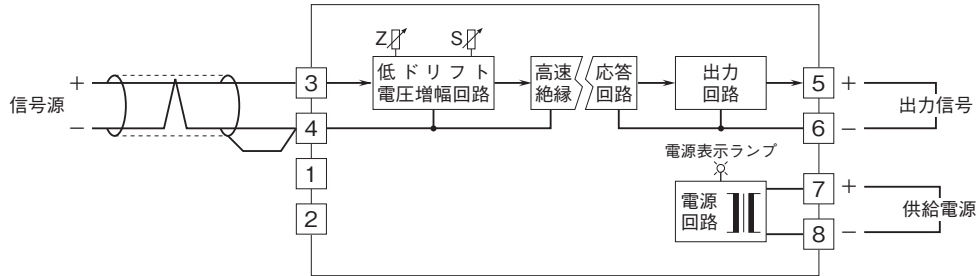 Z
S
+
信号源
−
3
4
1
2
低ドリフト
電圧増幅回路
高速
絶縁
応答
回路
出力
回路
5
+
出力信号
6
−
電源表示ランプ
電源
回路
7
+
供給電源
8
−